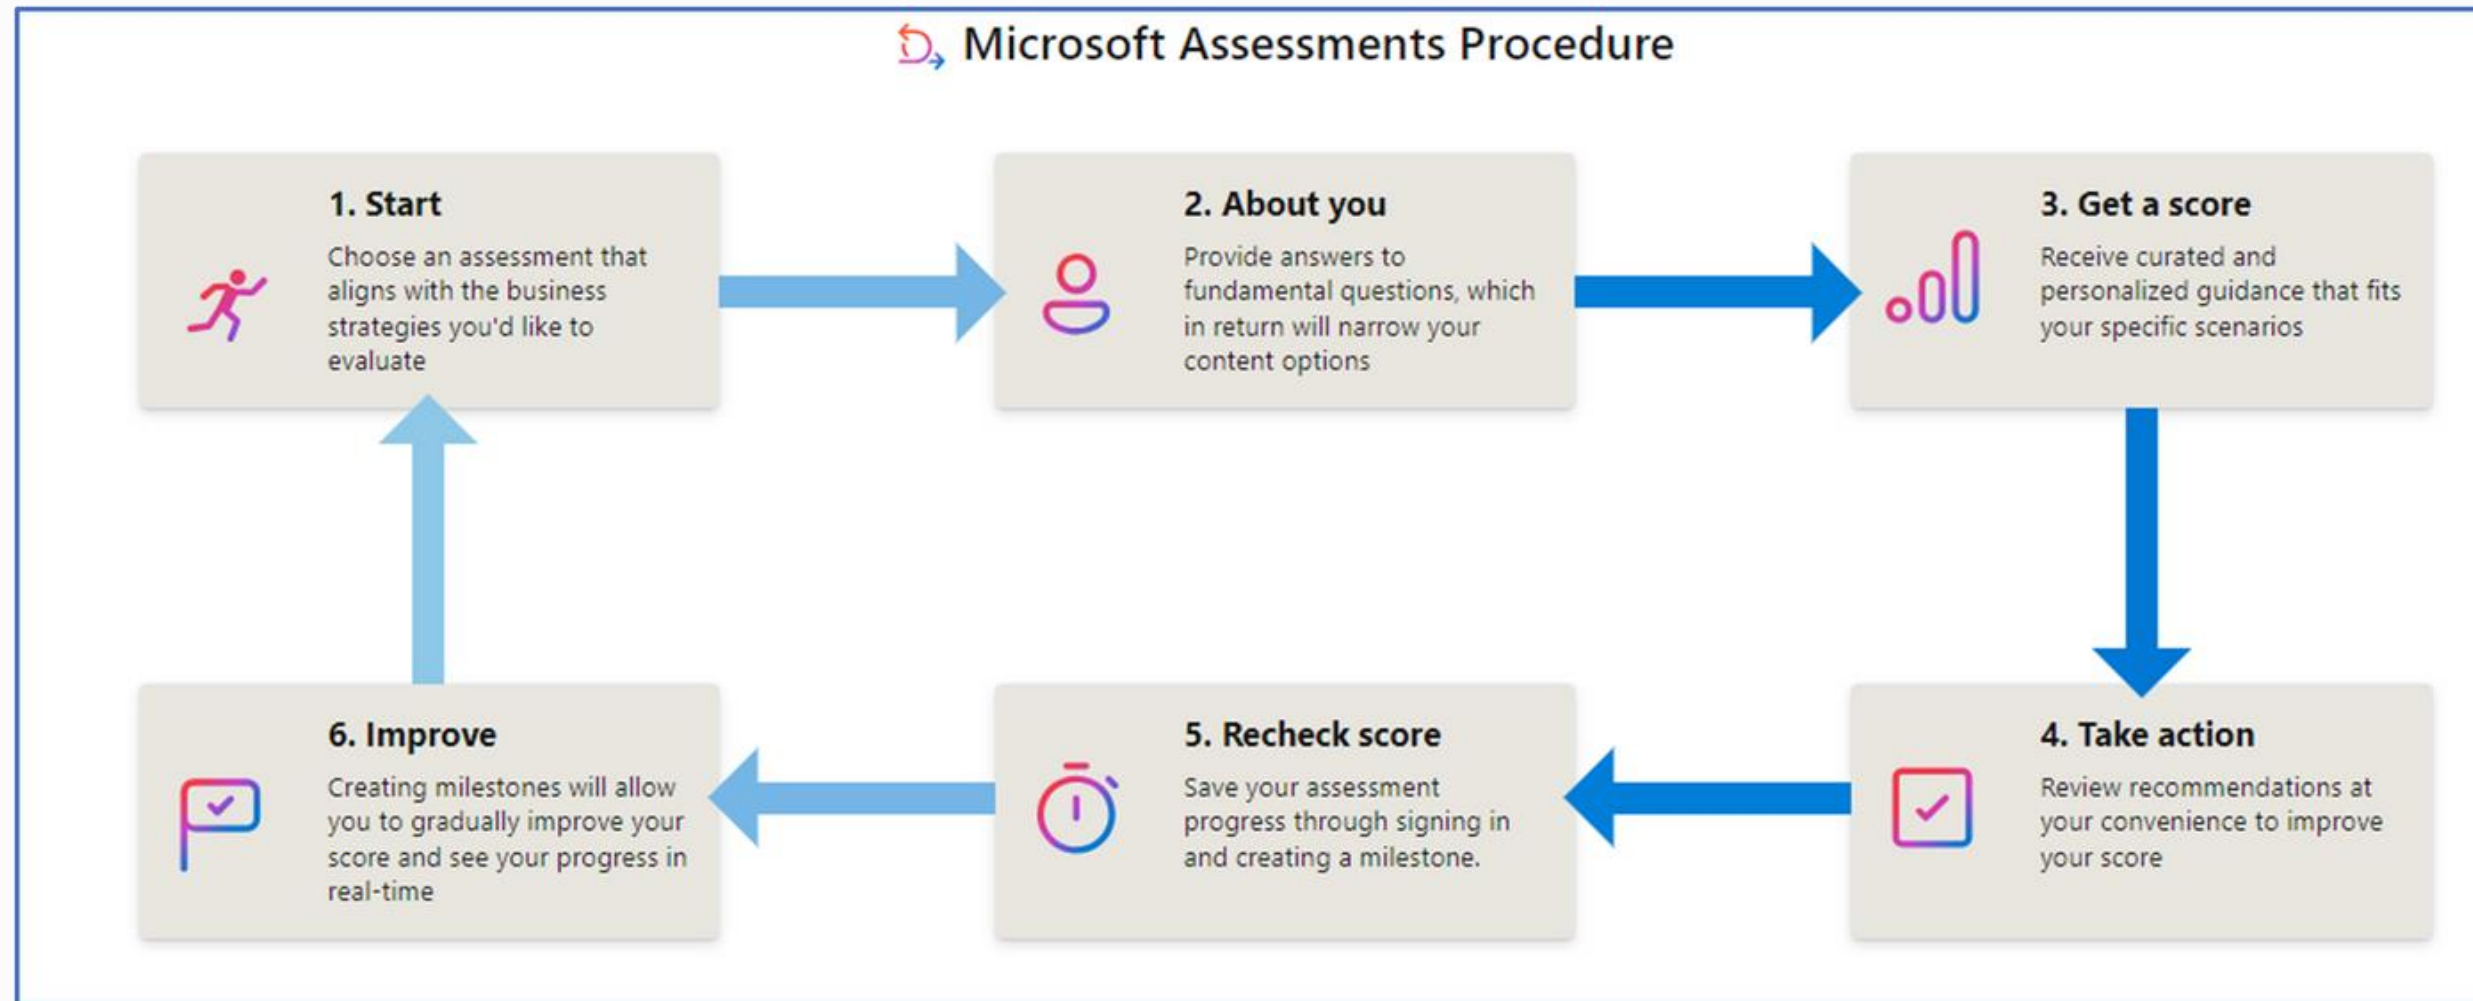 Microsoft Assessments Procedure
1. Start
Choose an assessment that
aligns with the business
strategies you'd like to
evaluate
2. About you
Provide answers to
fundamental questions, which
in return will narrow your
content options
3. Get a score
Receive curated and
personalized guidance that fits
your specific scenarios
4. Take action
Review recommendations at
your convenience to improve
your score
5. Recheck score
Save your assessment
progress through signing in
and creating a milestone.
6. Improve
Creating milestones will allow
you to gradually improve your
score and see your progress in
real-time